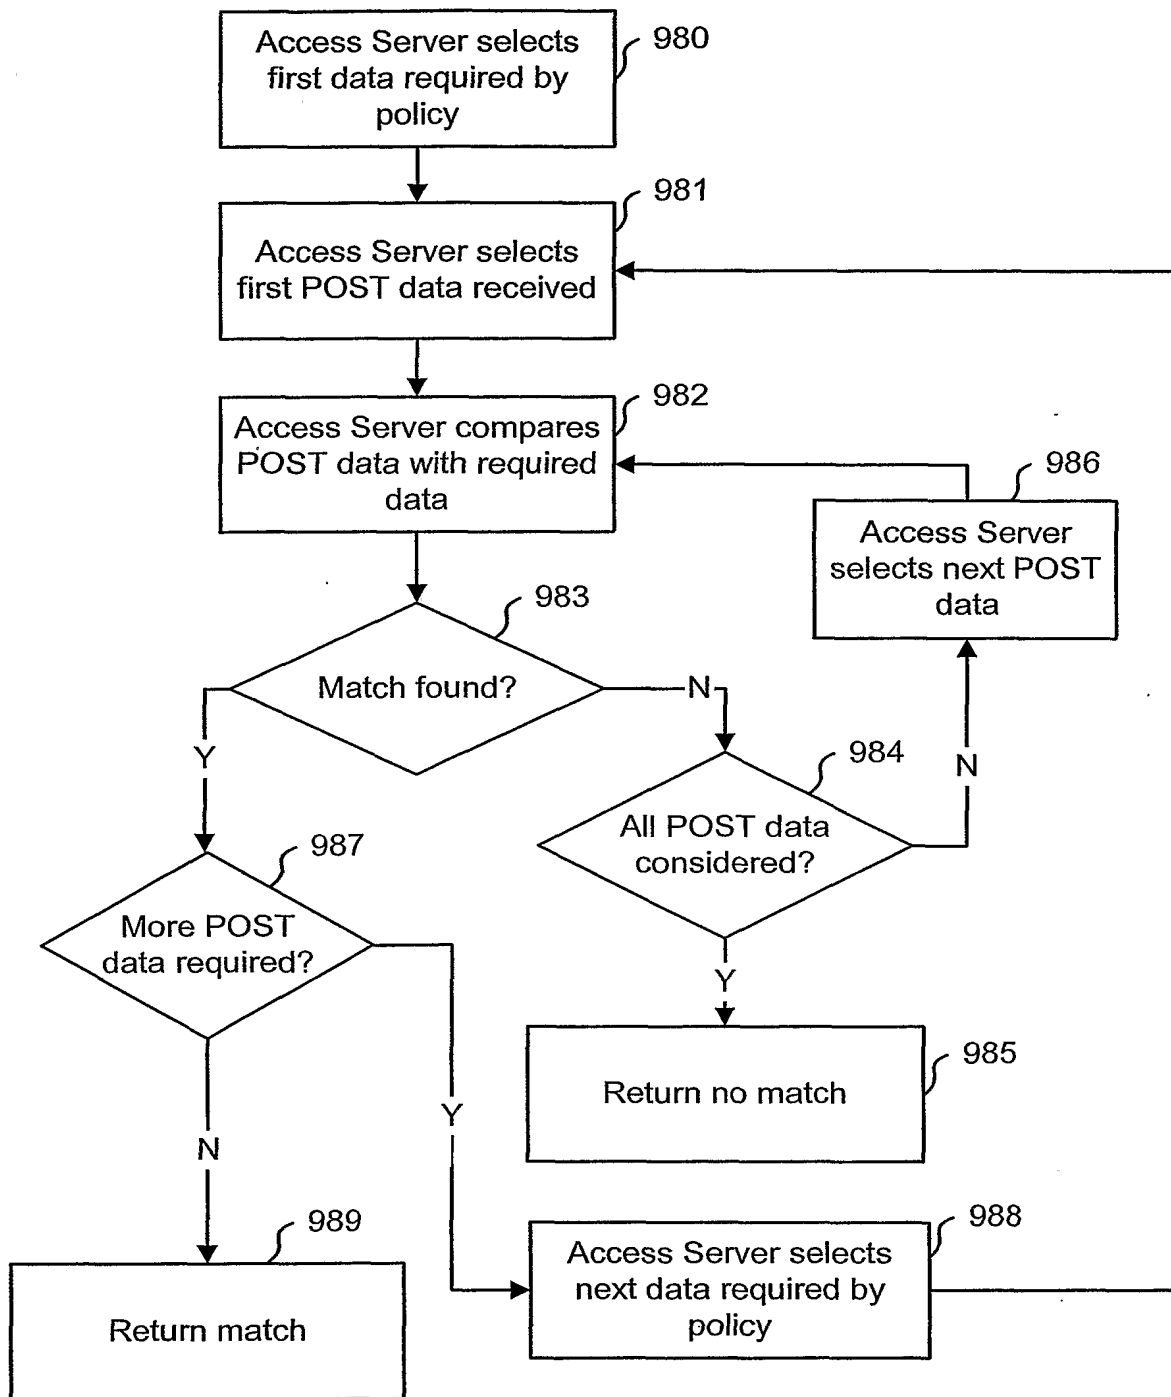 Access Server selects
first data required by
policy
980
981
Access Server selects
first POST data received
982
Access Server compares
POST data with required
data
986
Access Server
selects next POST
data
983
Match found?
N
Y
984
All POST data
considered?
N
987
More POST
data required?
Y
985
Return no match
Y
N
988
Access Server selects
next data required by
policy
989
Return match